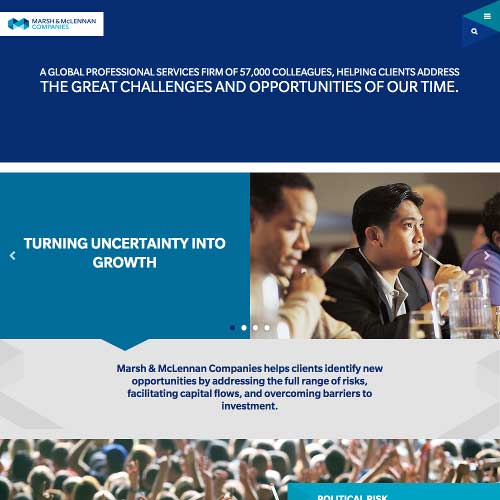 MARSH & McLENNAN
COMPANIES
A GLOBAL PROFESSIONAL SERVICES FIRM OF 57,000 COLLEAGUES, HELPING CLIENTS ADDRESS
THE GREAT CHALLENGES AND OPPORTUNITIES OF OUR TIME.
TURNING UNCERTAINTY INTO
GROWTH
Marsh & McLennan Companies helps clients identify new
opportunities by addressing the full range of risks,
facilitating capital flows, and overcoming barriers to
investment.
POLITICAL RISK